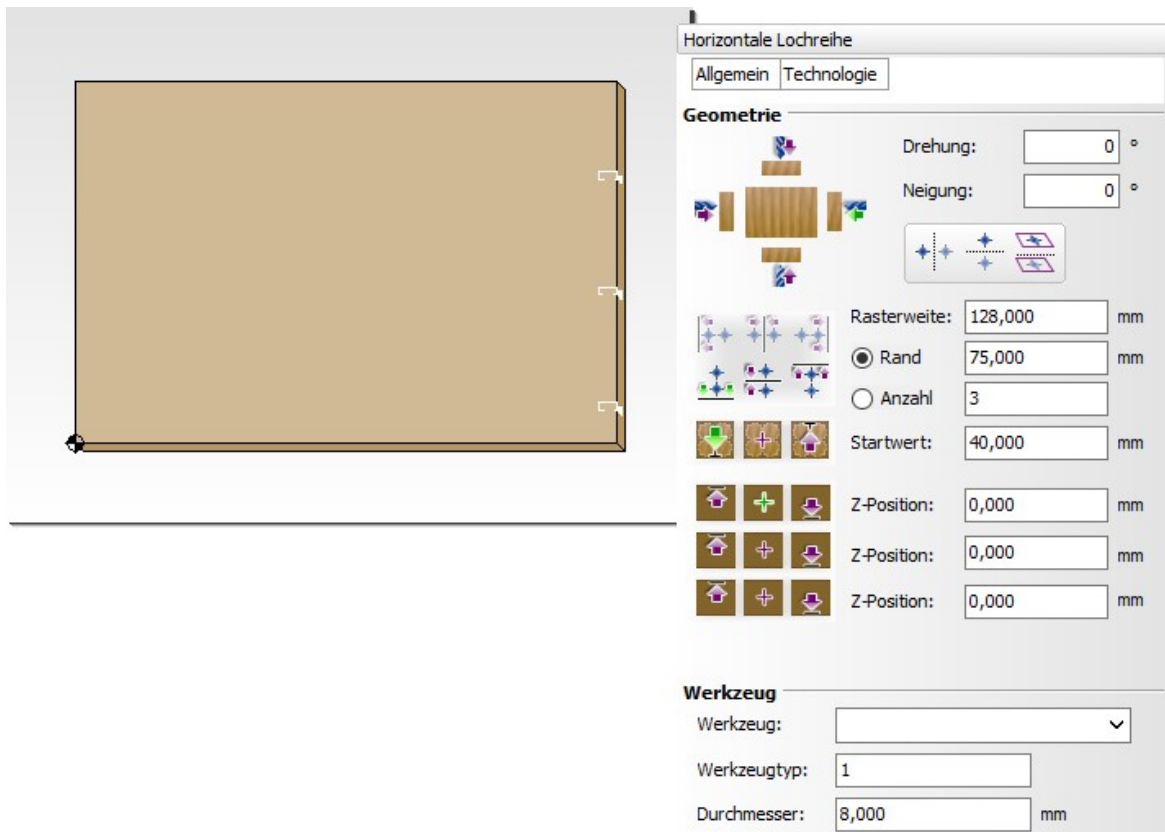 Horizontale Lochreihe
Allgemein Technologie
Geometrie
Drehung: 0 °
Neigung: 0 °
Rasterweite: 128,000 mm
Rand 75,000 mm
Anzahl 3
Startwert: 40,000 mm
Z-Position: 0,000 mm
Z-Position: 0,000 mm
Z-Position: 0,000 mm
Werkzeug
Werkzeug:
Werkzeugtyp: 1
Durchmesser: 8,000 mm